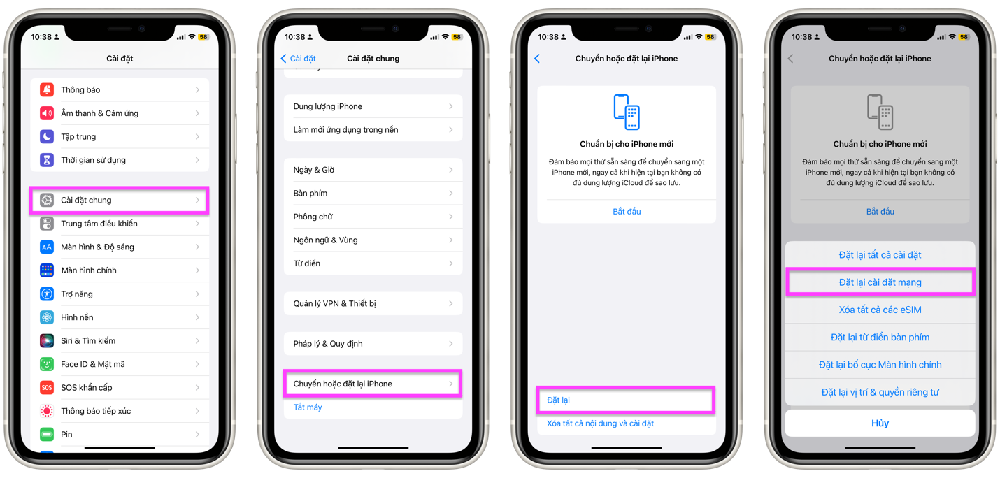 10:38
58
Cài đặt
Thông báo
Âm thanh & Cảm ứng
Tập trung
Thời gian sử dụng
Cài đặt chung
Trung tâm điều khiển
AA
Màn hình & Độ sáng
Màn hình chính
Trợ năng
Hình nền
Siri & Tìm kiếm
Face ID & Mật mã
SOS
SOS khẩn cấp
Thông báo tiếp xúc
Pin
10:38
58
Cài đặt
Cài đặt chung
Dung lượng iPhone
Làm mới ứng dụng trong nền
Ngày & Giờ
Bàn phím
Phông chữ
Ngôn ngữ & Vùng
Từ điển
Quản lý VPN & Thiết bị
Pháp lý & Quy định
Chuyển hoặc đặt lại iPhone
Tắt máy
10:38
58
Chuyển hoặc đặt lại iPhone
Chuẩn bị cho iPhone mới
Đảm bảo mọi thứ sẵn sàng để chuyển sang một
iPhone mới, ngay cả khi hiện tại bạn không có
đủ dung lượng iCloud để sao lưu.
Bắt đầu
Đặt lại
Xóa tất cả nội dung và cài đặt
10:38
58
Chuyển hoặc đặt lại iPhone
Chuẩn bị cho iPhone mới
Đảm bảo mọi thứ sẵn sàng để chuyển sang một
iPhone mới, ngay cả khi hiện tại bạn không có
đủ dung lượng iCloud để sao lưu.
Bắt đầu
Đặt lại tất cả cài đặt
Đặt lại cài đặt mạng
Xóa tất cả các eSIM
Đặt lại từ điển bàn phím
Đặt lại bố cục Màn hình chính
Đặt lại vị trí & quyền riêng tư
Hủy